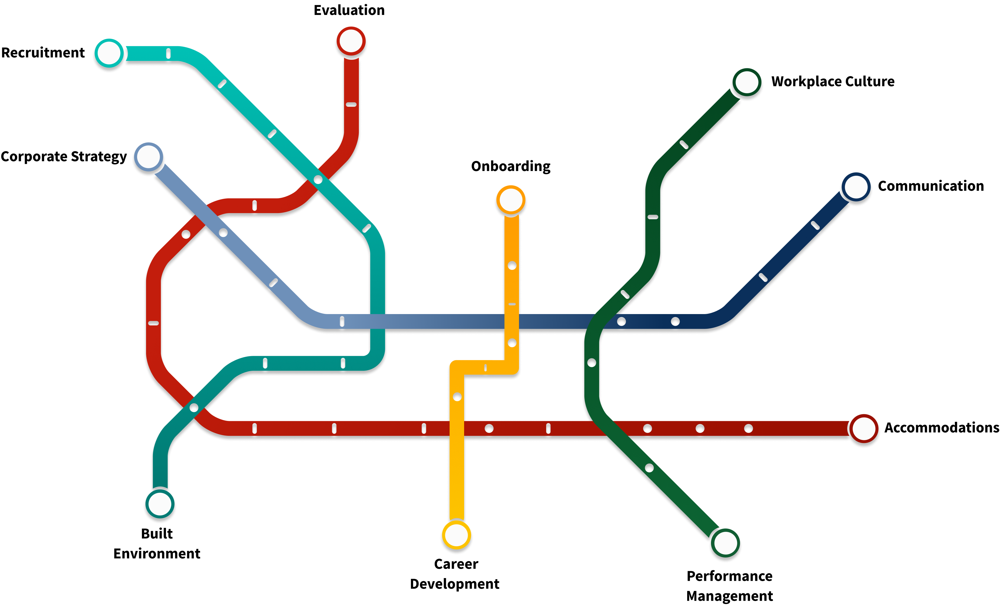 Evaluation
Recruitment
Workplace Culture
Corporate Strategy
Onboarding
Communication
Accommodations
Built
Environment
Career
Development
Performance
Management